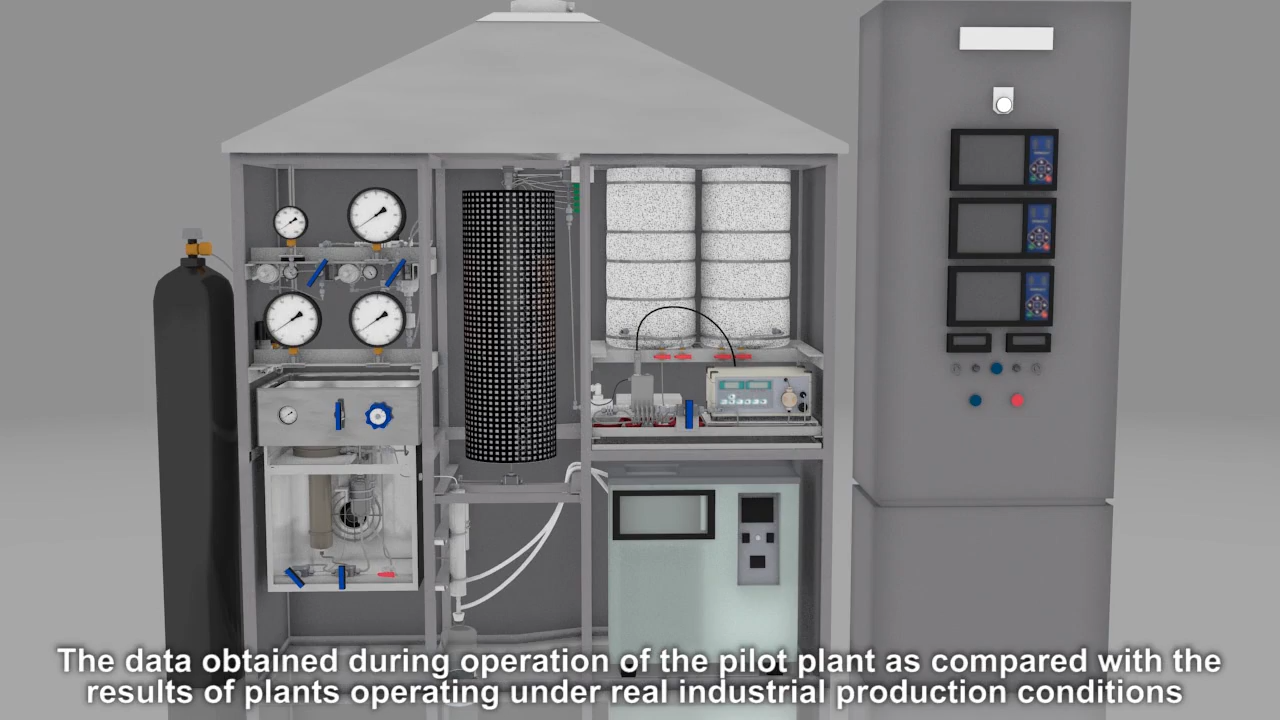 The data obtained during operation of the pilot plant as compared with the
results of plants operating under real industrial production conditions